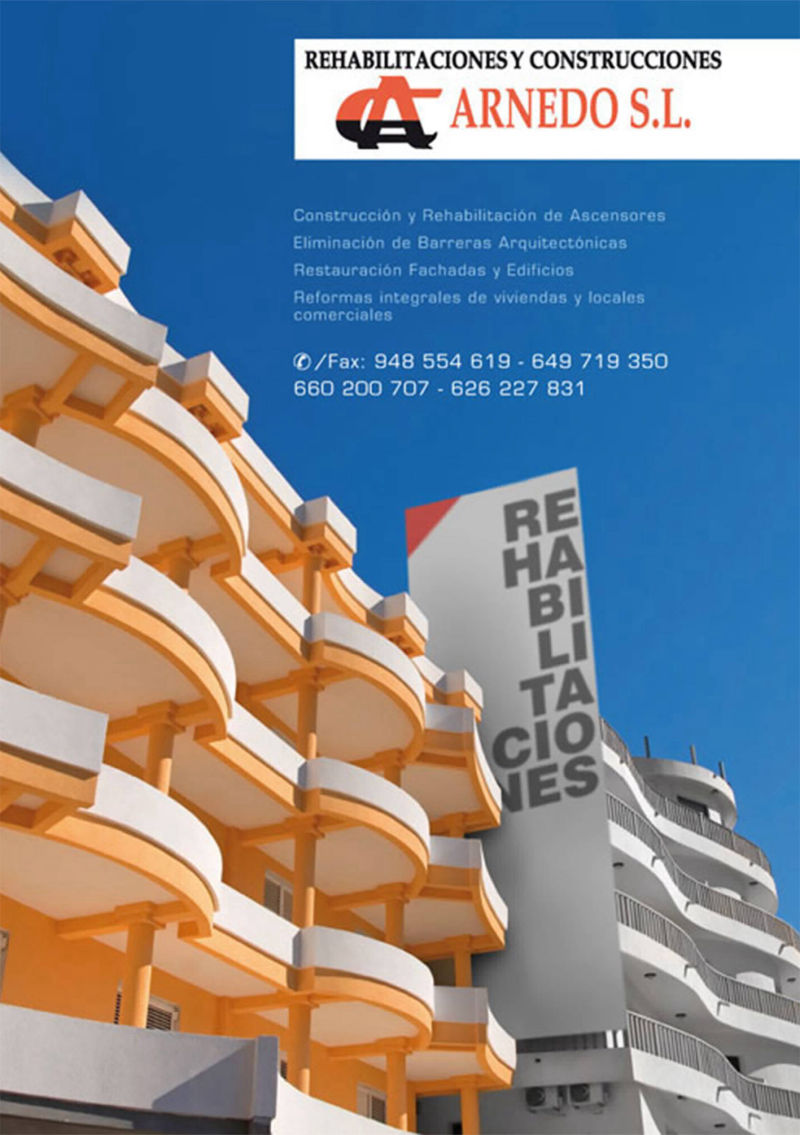 REHABILITACIONES Y CONSTRUCCIONES
CA ARNEDO S.L.
Construcción y Rehabilitación de Ascensores
Eliminación de Barreras Arquitectónicas
Restauración Fachadas y Edificios
Reformas integrales de viviendas y locales
comerciales
✆/Fax: 948 554 619 - 649 719 350
660 200 707 - 626 227 831
RE
HA
BI
LI
TA
CIO
NES